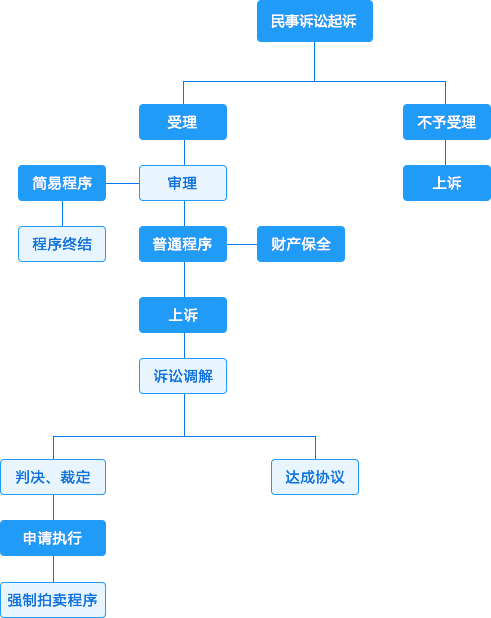 民事诉讼起诉
受理
不予受理
简易程序
审理
上诉
程序终结
普通程序
财产保全
上诉
诉讼调解
判决、裁定
达成协议
申请执行
强制拍卖程序